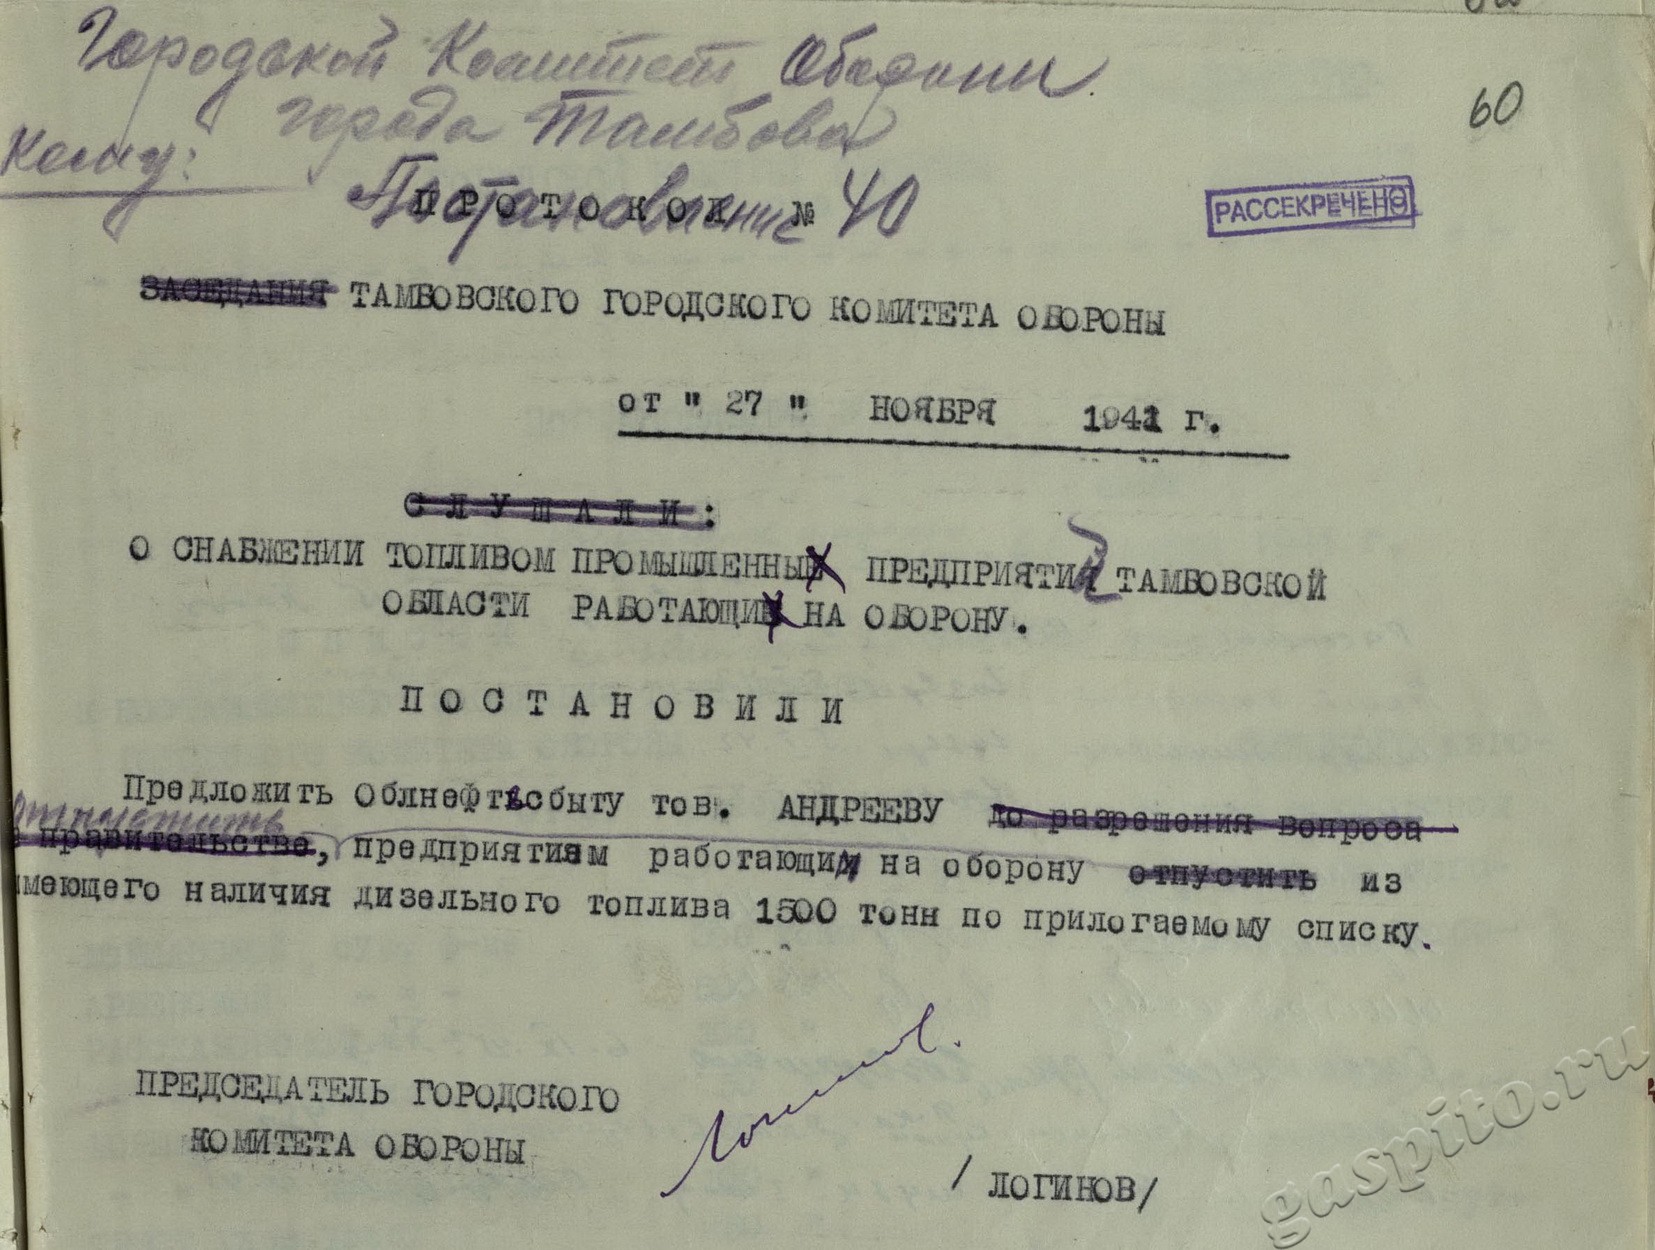 Городской Комитет Обороны
60
города Тамбова
Кому:
Постановление
ПРОТОКОЛ № 40
РАССЕКРЕЧЕНО
ЗАСЕДАНИЯ ТАМБОВСКОГО ГОРОДСКОГО КОМИТЕТА ОБОРОНЫ
от " 27 " НОЯБРЯ 1941 г.
СЛУШАЛИ:
О СНАБЖЕНИИ ТОПЛИВОМ ПРОМЫШЛЕННЫХ ПРЕДПРИЯТИЙ ТАМБОВСКОЙ
ОБЛАСТИ РАБОТАЮЩИХ НА ОБОРОНУ.
ПОСТАНОВИЛИ
Предложить Облнефтьсбыту тов. АНДРЕЕВУ до разрешения вопроса
отпустить
в правительстве, предприятиям работающим на оборону отпустить из
имеющего наличия дизельного топлива 1500 тонн по прилогаемому списку.
ПРЕДСЕДАТЕЛЬ ГОРОДСКОГО
КОМИТЕТА ОБОРОНЫ
/ ЛОГИНОВ/
gaspito.ru